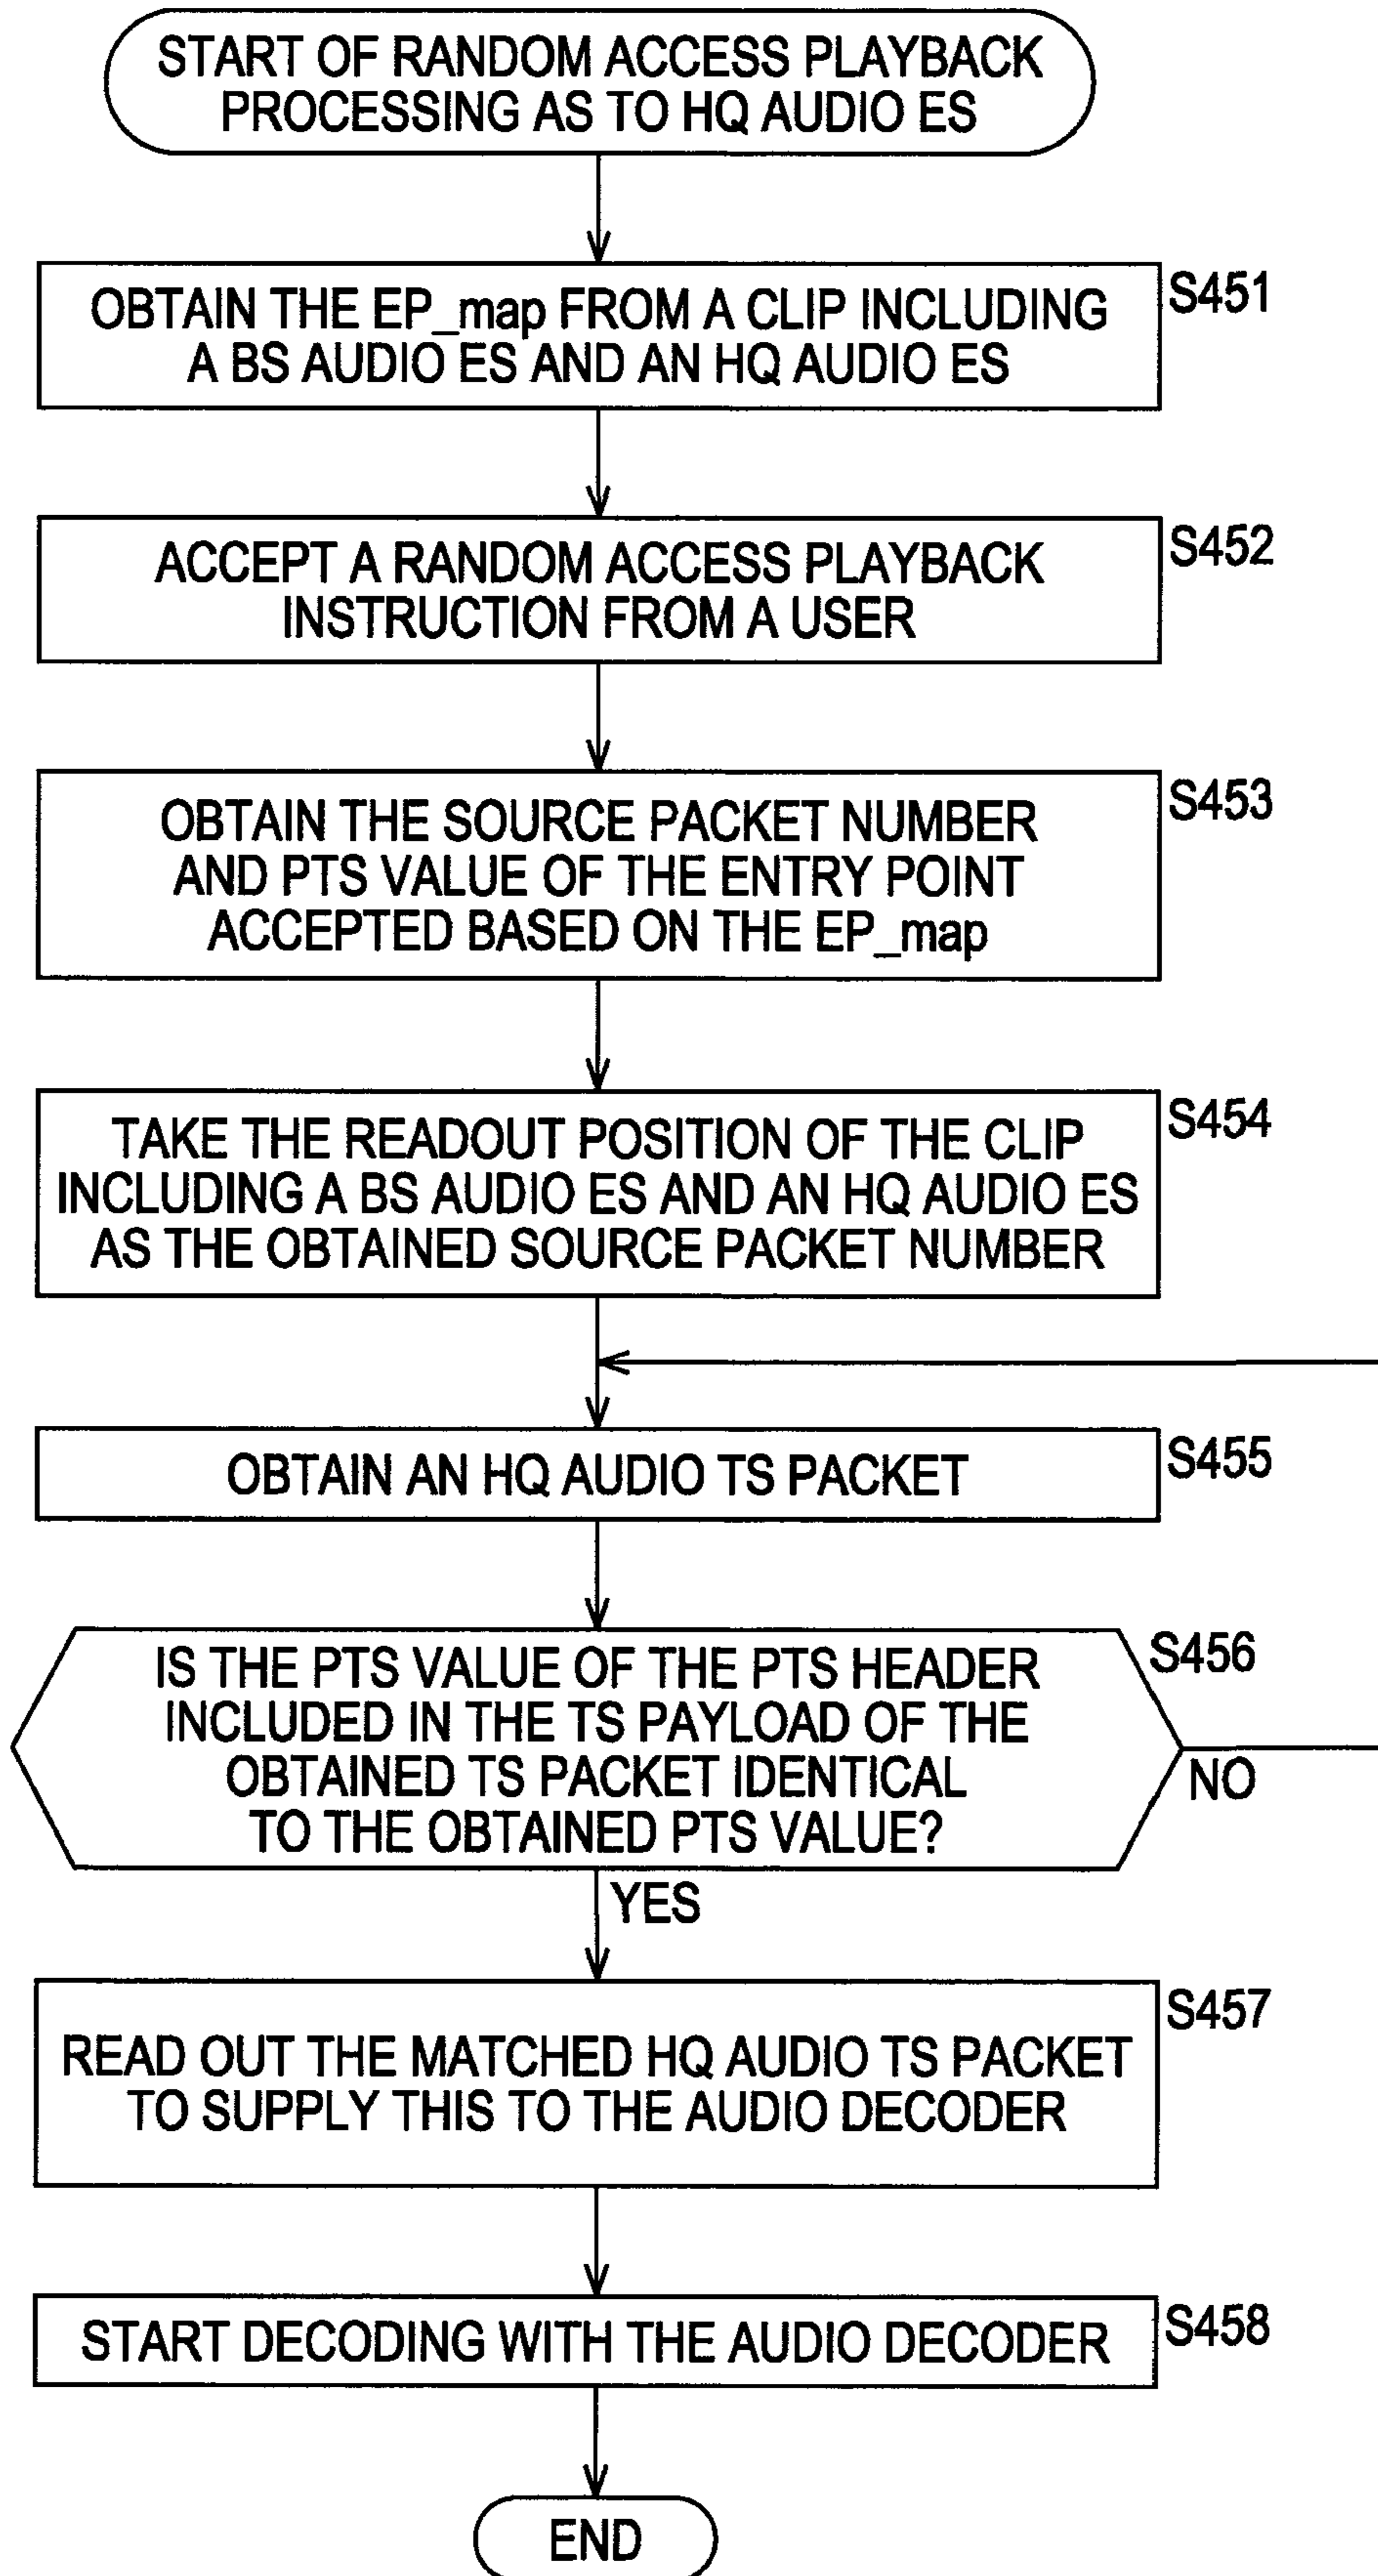 START OF RANDOM ACCESS PLAYBACK
PROCESSING AS TO HQ AUDIO ES
S451
OBTAIN THE EP_map FROM A CLIP INCLUDING
A BS AUDIO ES AND AN HQ AUDIO ES
S452
ACCEPT A RANDOM ACCESS PLAYBACK
INSTRUCTION FROM A USER
S453
OBTAIN THE SOURCE PACKET NUMBER
AND PTS VALUE OF THE ENTRY POINT
ACCEPTED BASED ON THE EP_map
S454
TAKE THE READOUT POSITION OF THE CLIP
INCLUDING A BS AUDIO ES AND AN HQ AUDIO ES
AS THE OBTAINED SOURCE PACKET NUMBER
S455
OBTAIN AN HQ AUDIO TS PACKET
S456
IS THE PTS VALUE OF THE PTS HEADER
INCLUDED IN THE TS PAYLOAD OF THE
OBTAINED TS PACKET IDENTICAL
TO THE OBTAINED PTS VALUE?
NO
YES
S457
READ OUT THE MATCHED HQ AUDIO TS PACKET
TO SUPPLY THIS TO THE AUDIO DECODER
S458
START DECODING WITH THE AUDIO DECODER
END